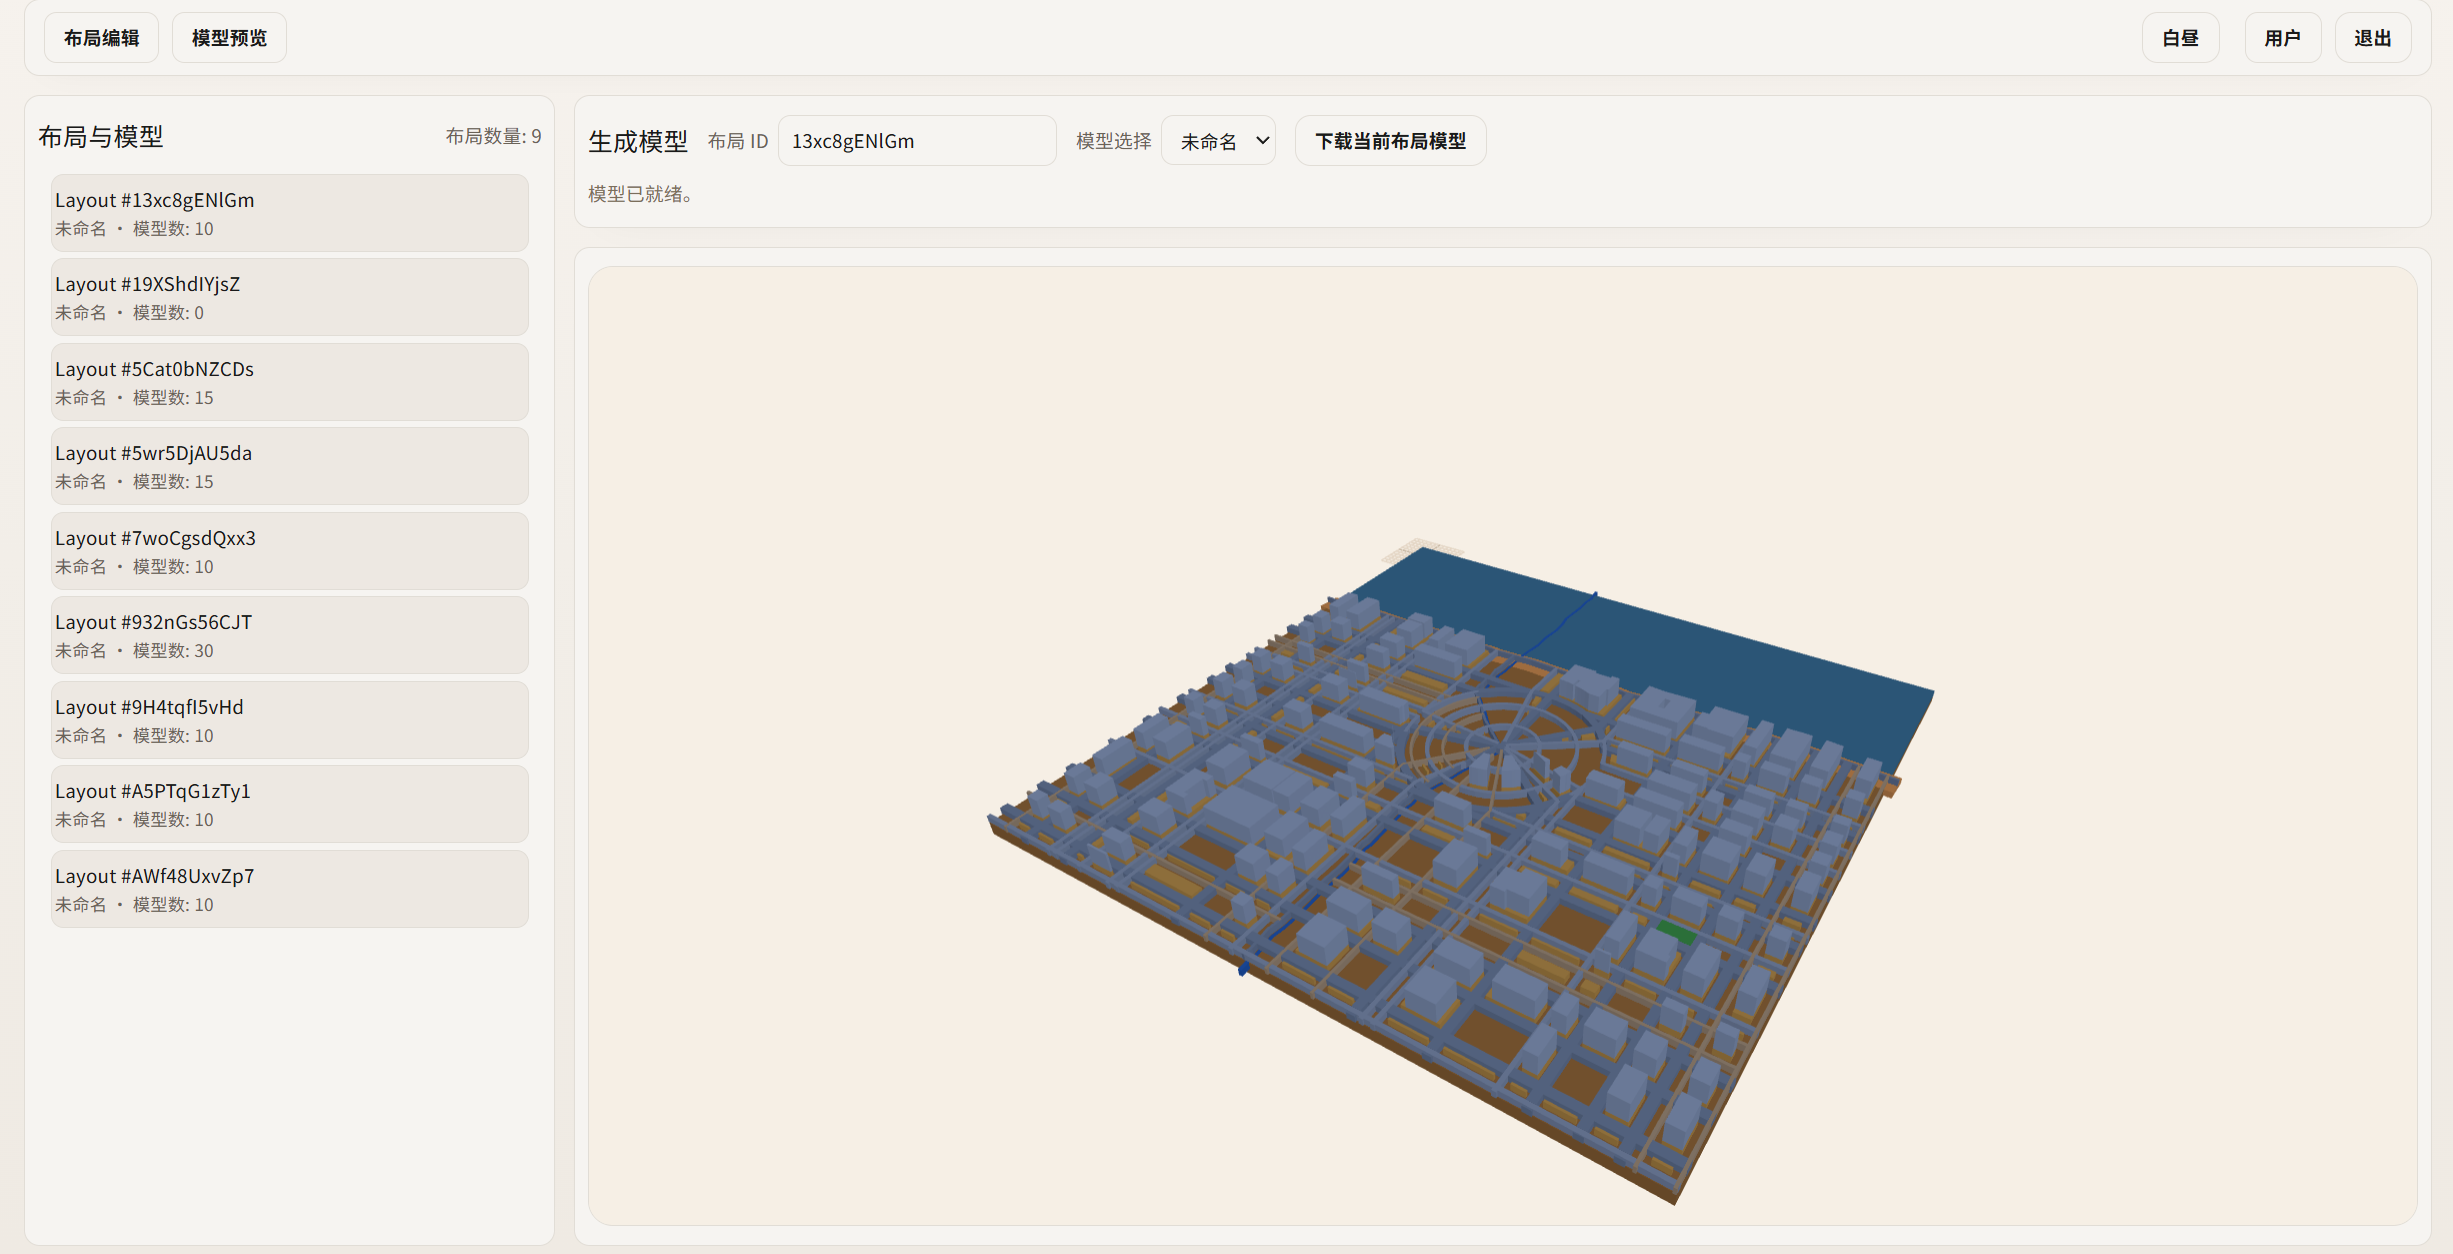 布局编辑 模型预览 白昼 用户 退出
布局与模型 布局数量: 9
Layout #13xc8gENlGm
未命名 · 模型数: 10
Layout #19XShdIYjsZ
未命名 · 模型数: 0
Layout #5Cat0bNZCDs
未命名 · 模型数: 15
Layout #5wr5DjAU5da
未命名 · 模型数: 15
Layout #7woCgsdQxx3
未命名 · 模型数: 10
Layout #932nGs56CJT
未命名 · 模型数: 30
Layout #9H4tqfI5vHd
未命名 · 模型数: 10
Layout #A5PTqG1zTy1
未命名 · 模型数: 10
Layout #AWf48UxvZp7
未命名 · 模型数: 10
生成模型 布局 ID 13xc8gENlGm 模型选择 未命名 下载当前布局模型
模型已就绪。